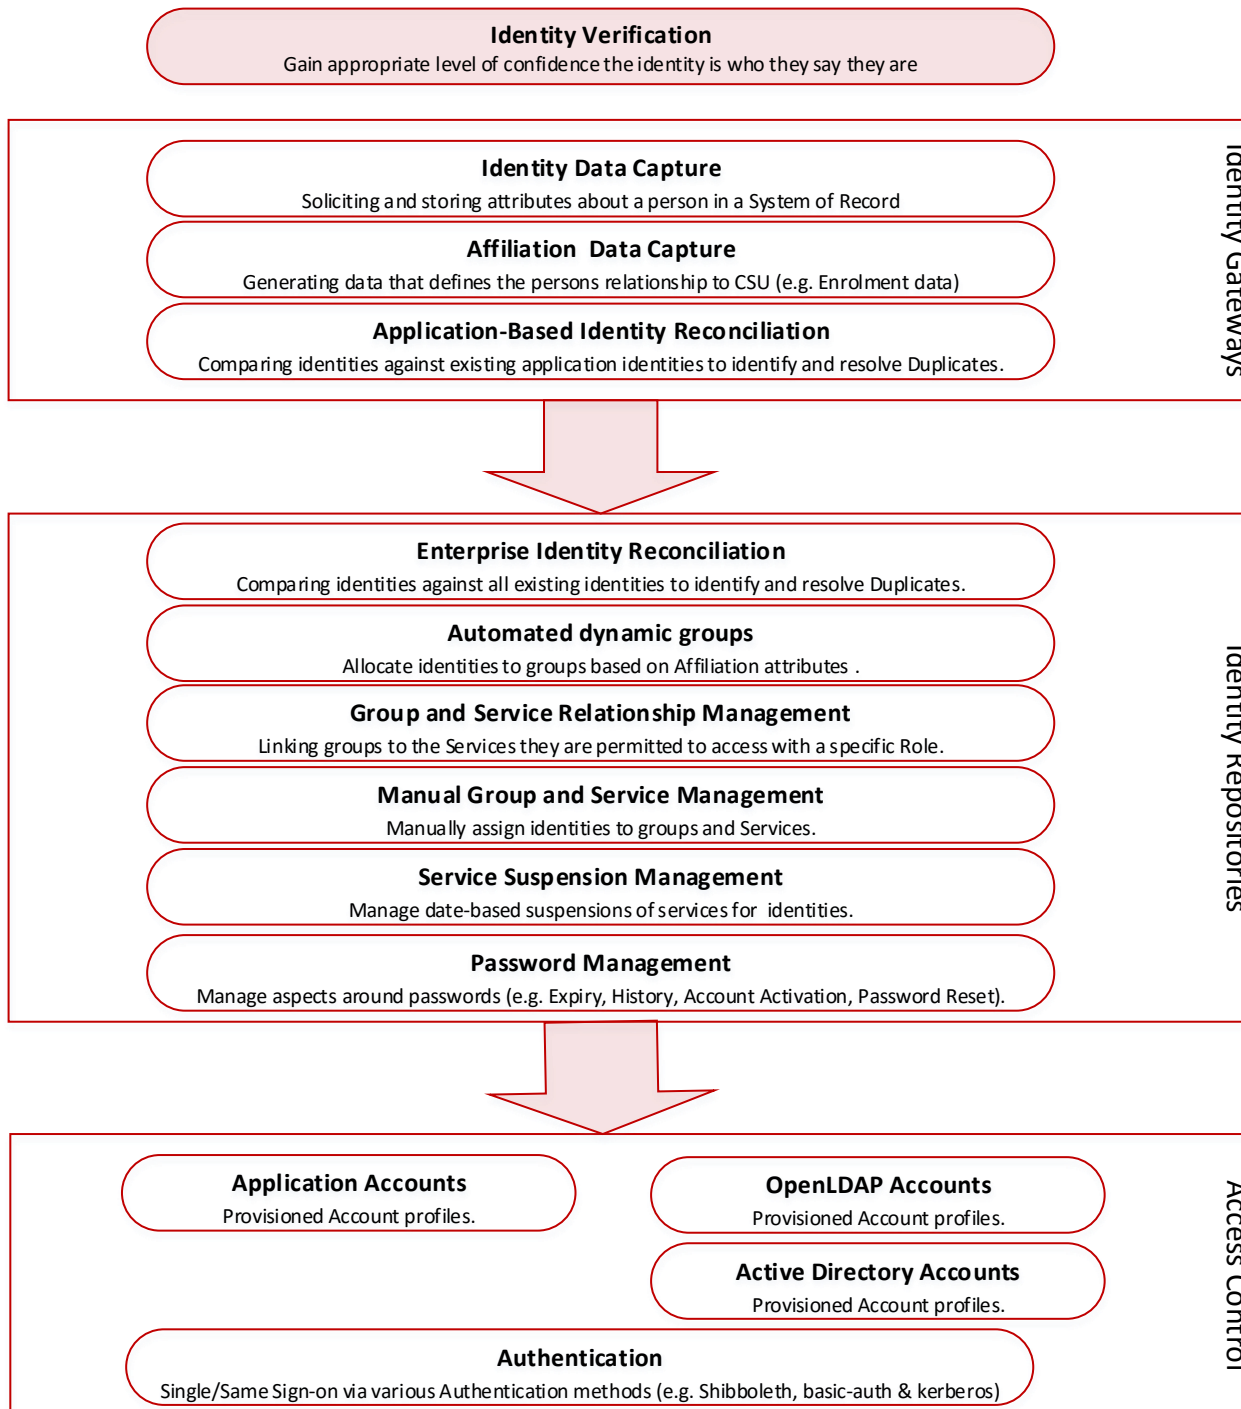 Identity Verification
Gain appropriate level of confidence the identity is who they say they are
Identity Gateways
Identity Data Capture
Soliciting and storing attributes about a person in a System of Record
Affiliation  Data Capture
Generating data that defines the persons relationship to CSU (e.g. Enrolment data)
Application-Based Identity Reconciliation
Comparing identities against existing application identities to identify and resolve Duplicates.
Identity Repositories
Enterprise Identity Reconciliation
Comparing identities against all existing identities to identify and resolve Duplicates.
Automated dynamic groups
Allocate identities to groups based on Affiliation attributes .
Group and Service Relationship Management
Linking groups to the Services they are permitted to access with a specific Role.
Manual Group and Service Management
Manually assign identities to groups and Services.
Service Suspension Management
Manage date-based suspensions of services for  identities.
Password Management
Manage aspects around passwords (e.g. Expiry, History, Account Activation, Password Reset).
Access Control
Application Accounts
Provisioned Account profiles.
OpenLDAP Accounts
Provisioned Account profiles.
Active Directory Accounts
Provisioned Account profiles.
Authentication
Single/Same Sign-on via various Authentication methods (e.g. Shibboleth, basic-auth & kerberos)